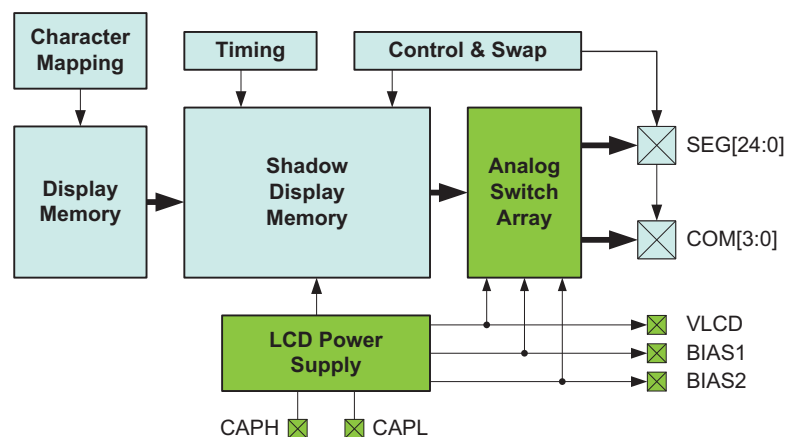 Character
Mapping
Timing
Control & Swap
Display
Memory
Shadow
Display
Memory
Analog
Switch
Array
SEG[24:0]
COM[3:0]
LCD Power
Supply
VLCD
BIAS1
BIAS2
CAPH
CAPL